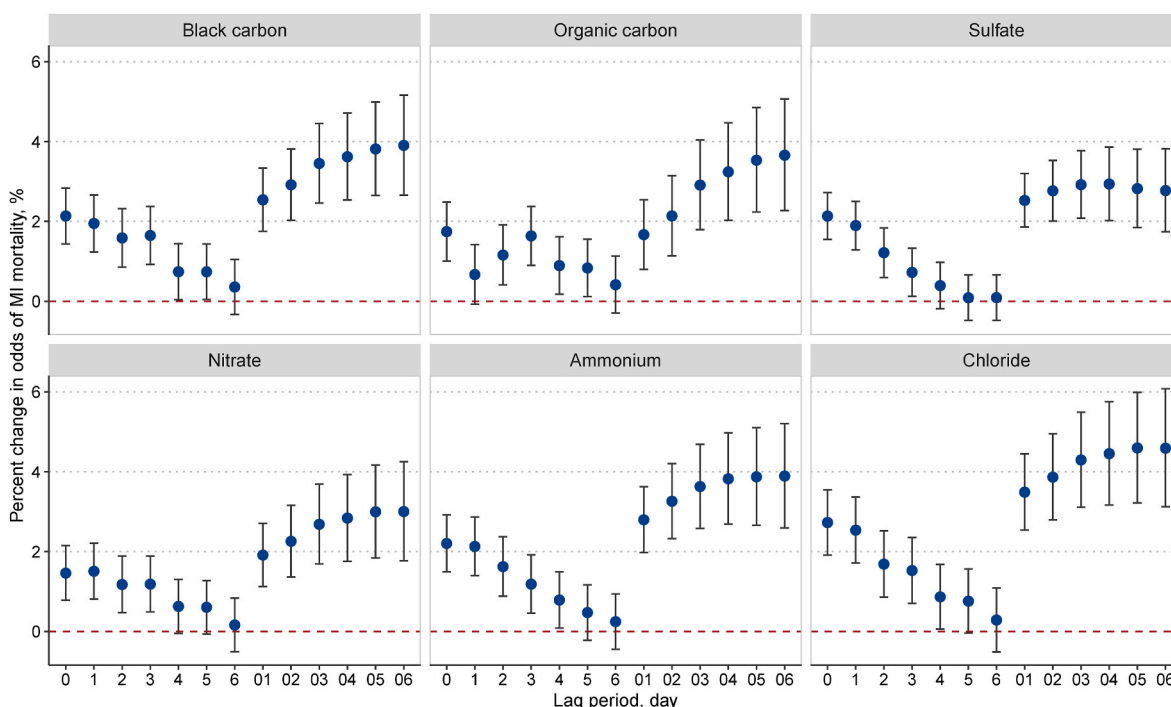 Black carbon Organic carbon Sulfate
6
4
2
0
Nitrate Ammonium Chloride
6
4
2
0
Percent change in odds of MI mortality, %
0 1 2 3 4 5 6 01 02 03 04 05 06 0 1 2 3 4 5 6 01 02 03 04 05 06 0 1 2 3 4 5 6 01 02 03 04 05 06
Lag period, day